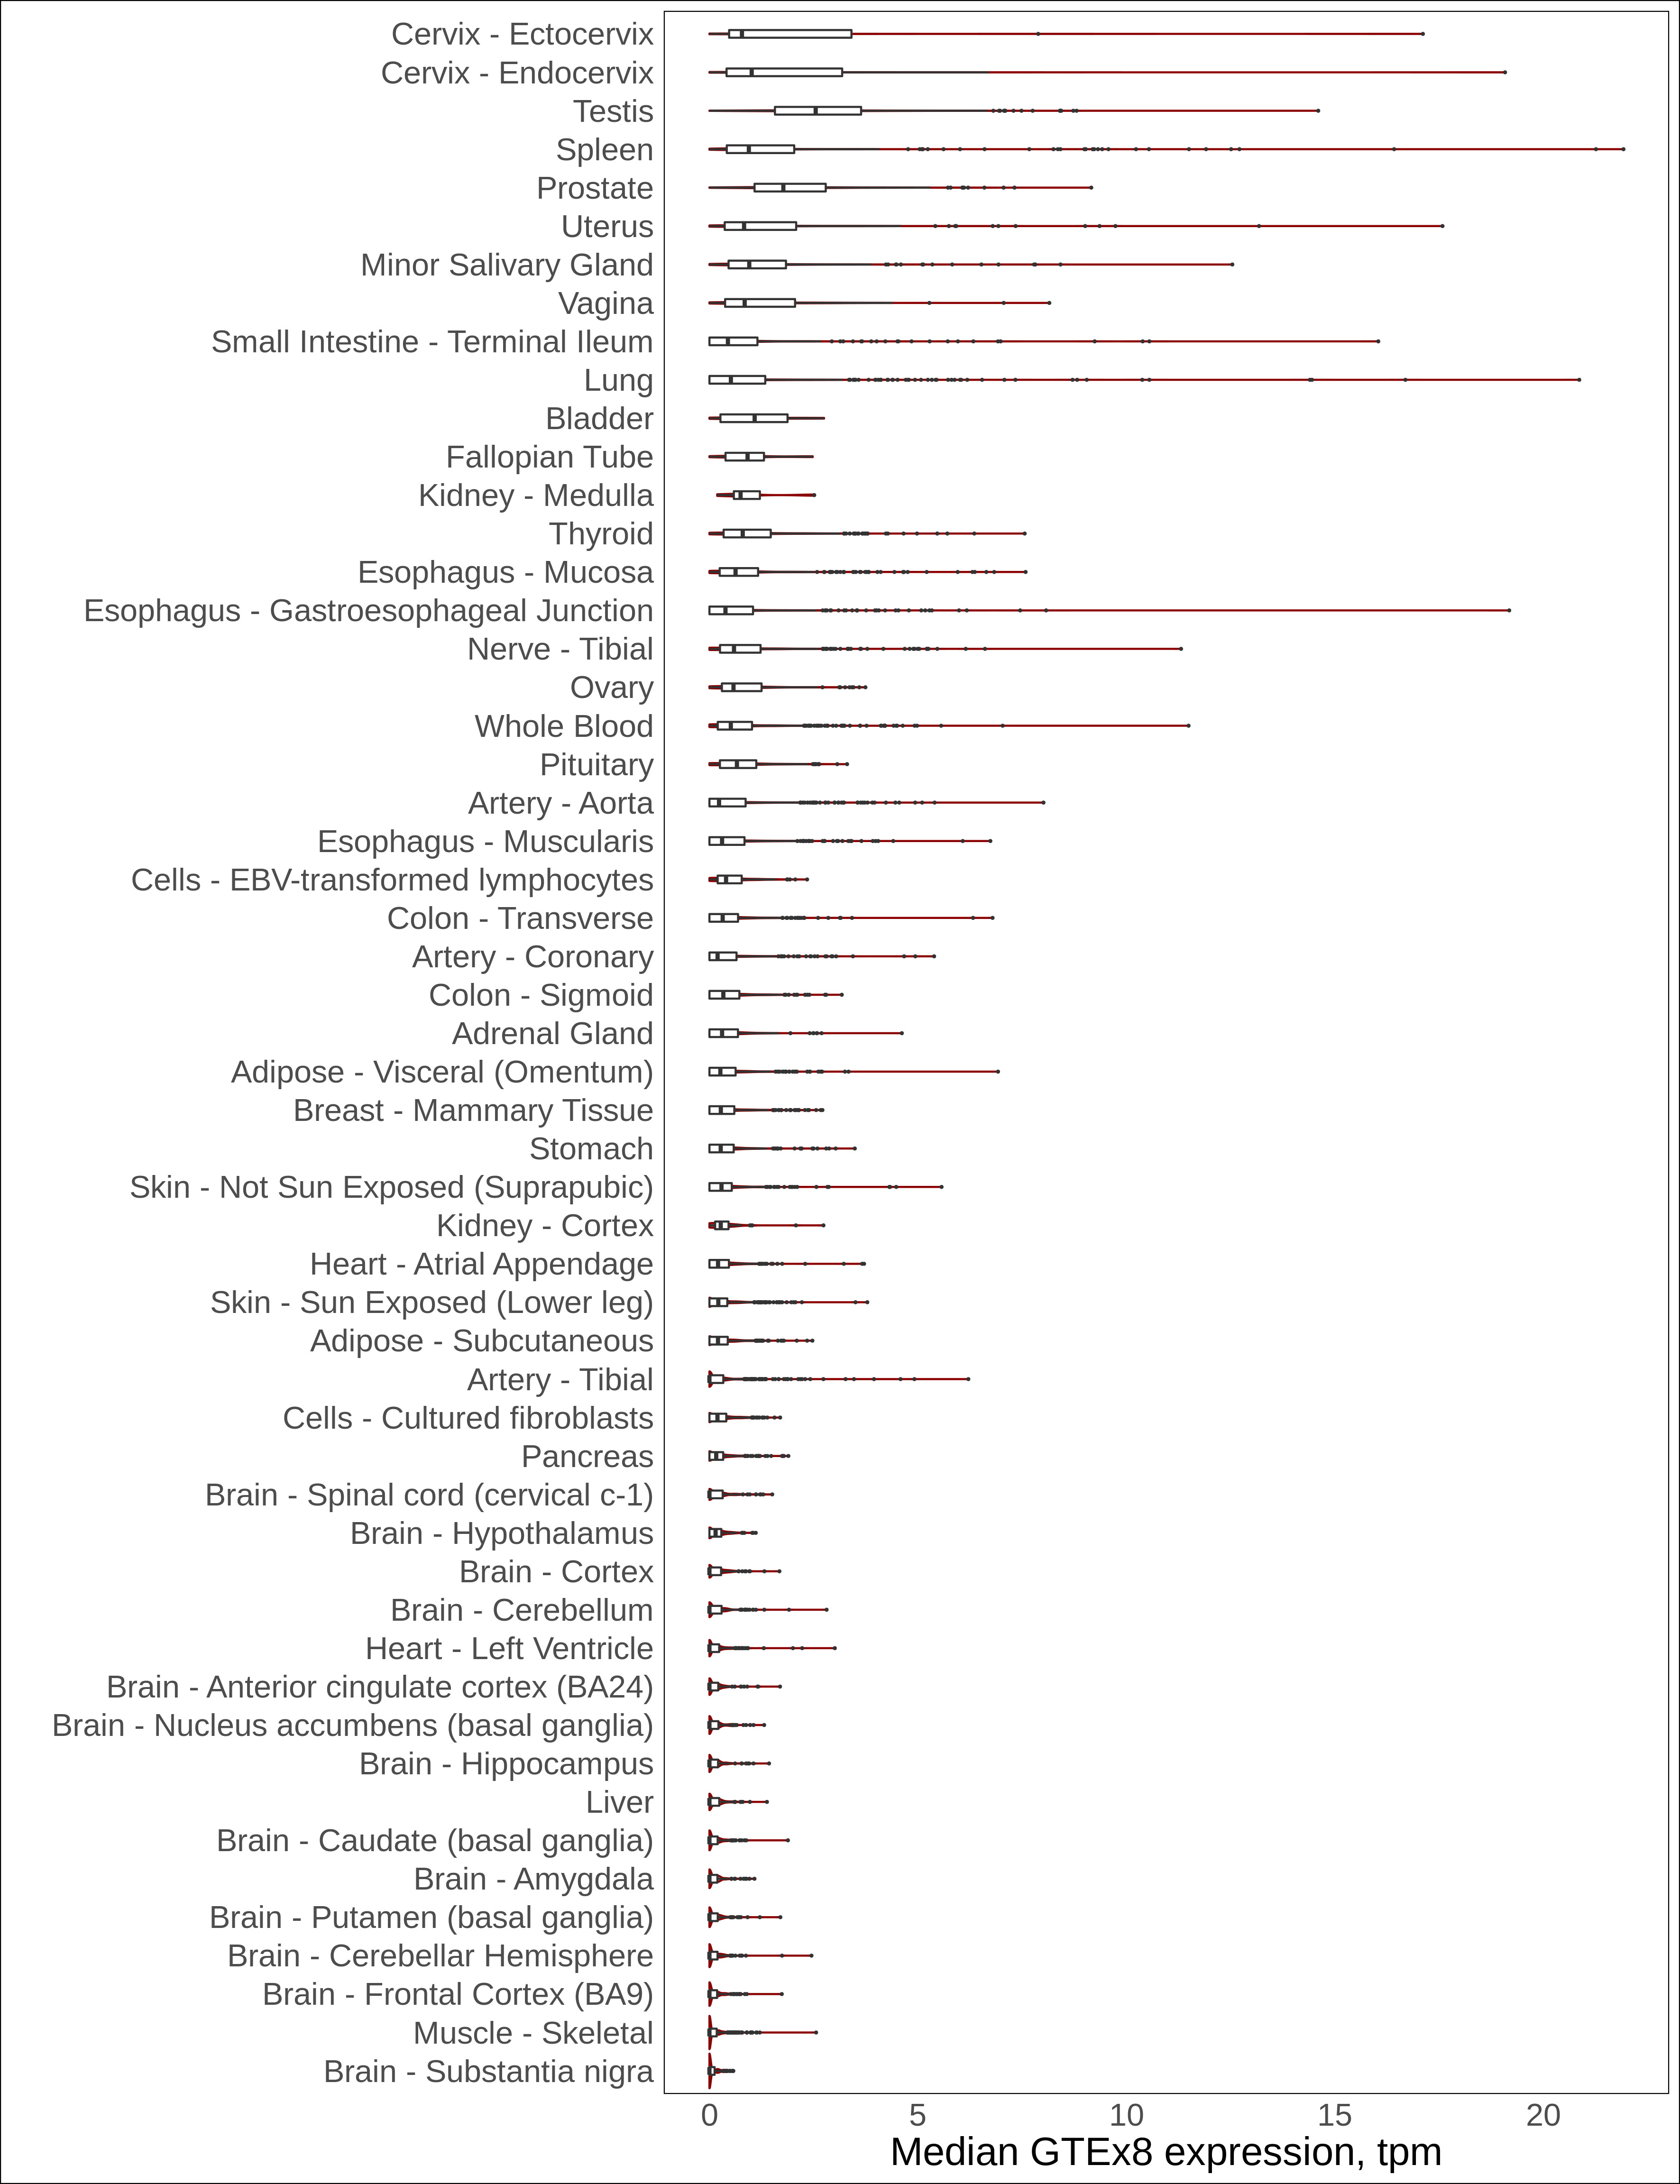 Cervix - Ectocervix
Cervix - Endocervix
Testis
Spleen
Prostate
Uterus
Minor Salivary Gland
Vagina
Small Intestine - Terminal Ileum
Lung
Bladder
Fallopian Tube
Kidney - Medulla
Thyroid
Esophagus - Mucosa
Esophagus - Gastroesophageal Junction
Nerve - Tibial
Ovary
Whole Blood
Pituitary
Artery - Aorta
Esophagus - Muscularis
Cells - EBV-transformed lymphocytes
Colon - Transverse
Artery - Coronary
Colon - Sigmoid
Adrenal Gland
Adipose - Visceral (Omentum)
Breast - Mammary Tissue
Stomach
Skin - Not Sun Exposed (Suprapubic)
Kidney - Cortex
Heart - Atrial Appendage
Skin - Sun Exposed (Lower leg)
Adipose - Subcutaneous
Artery - Tibial
Cells - Cultured fibroblasts
Pancreas
Brain - Spinal cord (cervical c-1)
Brain - Hypothalamus
Brain - Cortex
Brain - Cerebellum
Heart - Left Ventricle
Brain - Anterior cingulate cortex (BA24)
Brain - Nucleus accumbens (basal ganglia)
Brain - Hippocampus
Liver
Brain - Caudate (basal ganglia)
Brain - Amygdala
Brain - Putamen (basal ganglia)
Brain - Cerebellar Hemisphere
Brain - Frontal Cortex (BA9)
Muscle - Skeletal
Brain - Substantia nigra
0 5 10 15 20
Median GTEx8 expression, tpm